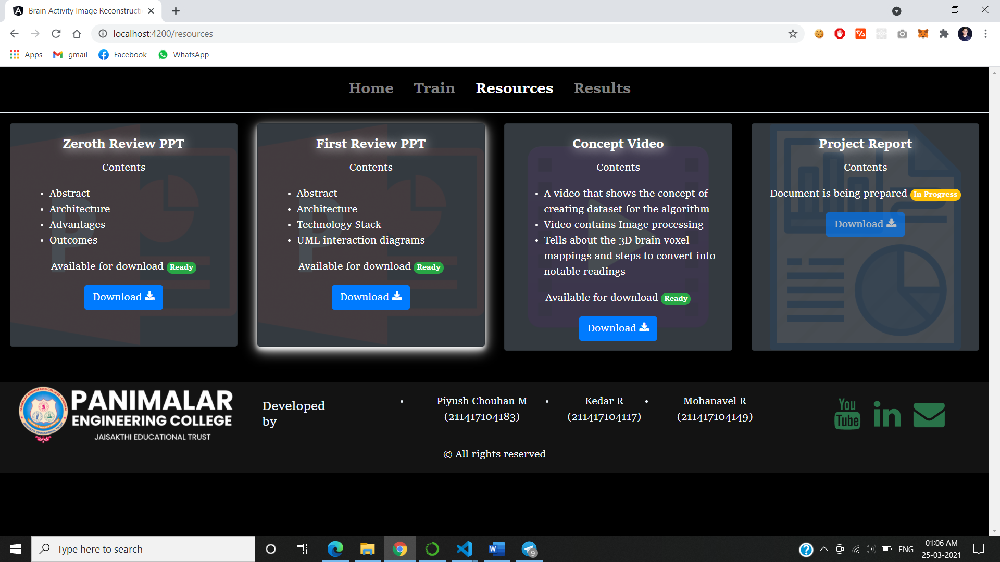 Brain Activity Image Reconstructi
localhost:4200/resources
Apps gmail Facebook WhatsApp
Home Train Resources Results
Zeroth Review PPT
-----Contents-----
• Abstract
• Architecture
• Advantages
• Outcomes
Available for download Ready
Download
First Review PPT
-----Contents-----
• Abstract
• Architecture
• Technology Stack
• UML interaction diagrams
Available for download Ready
Download
Concept Video
-----Contents-----
• A video that shows the concept of
creating dataset for the algorithm
• Video contains Image processing
• Tells about the 3D brain voxel
mappings and steps to convert into
notable readings
Available for download Ready
Download
Project Report
-----Contents-----
Document is being prepared In Progress
Download
PANIMALAR
ENGINEERING COLLEGE
JAISAKTHI EDUCATIONAL TRUST
Developed
by
• Piyush Chouhan M
(211417104183)
• Kedar R
(211417104117)
• Mohanavel R
(211417104149)
You
Tube
in
© All rights reserved
Type here to search
W
9
ENG
01:06 AM
25-03-2021